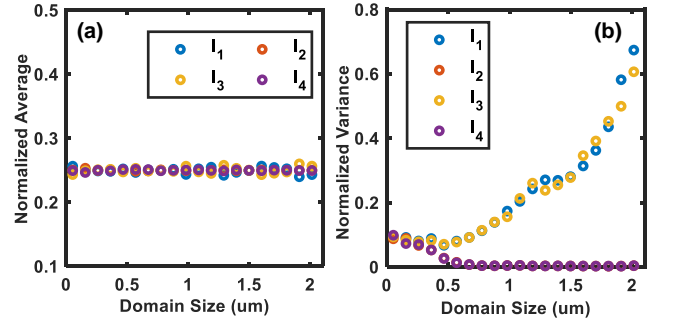 (a)
I1 I2
I3 I4
0.5
0.4
0.3
0.2
0.1
Normalized Average
0 0.5 1 1.5 2
Domain Size (um)
(b)
I1
I2
I3
I4
0.8
0.6
0.4
0.2
0
Normalized Variance
0 0.5 1 1.5 2
Domain Size (um)